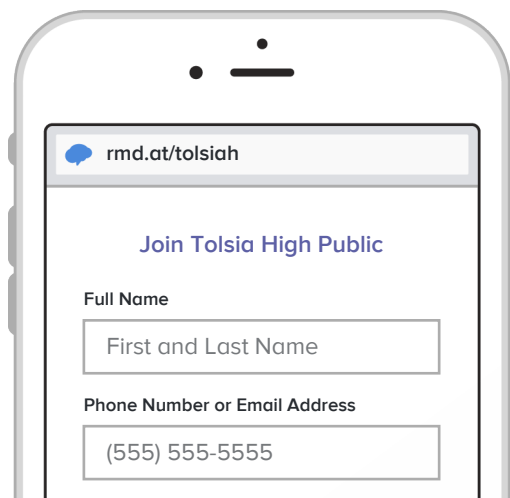 rmd.at/tolsiah
Join Tolsia High Public
Full Name
First and Last Name
Phone Number or Email Address
(555) 555-5555